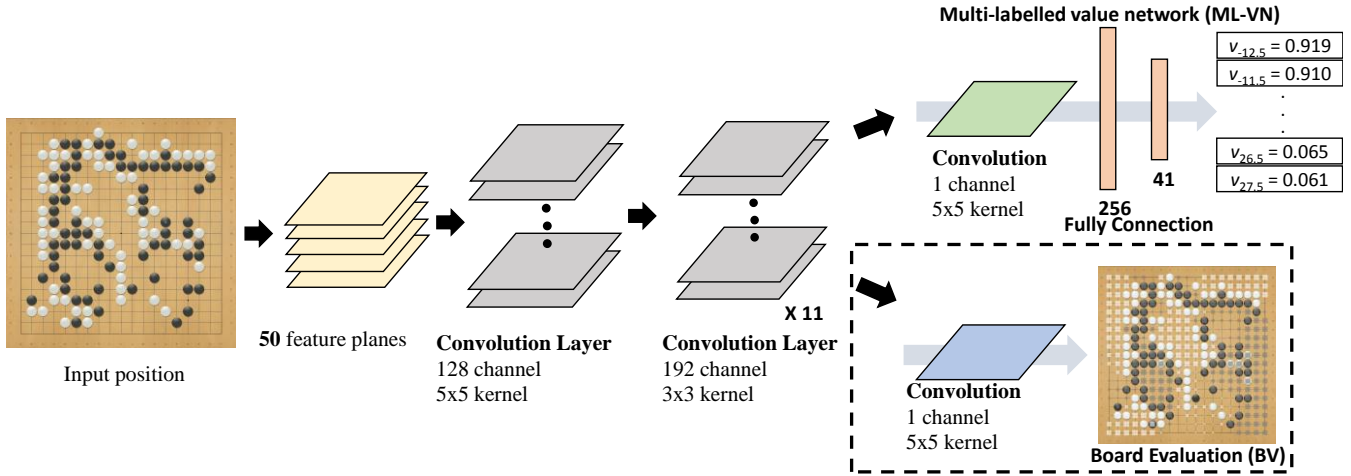 Multi-labelled value network (ML-VN)
v-12.5 = 0.919
v-11.5 = 0.910
.
.
.
v26.5 = 0.065
v27.5 = 0.061
Convolution
1 channel
5x5 kernel
256
41
Fully Connection
Input position
50 feature planes
Convolution Layer
128 channel
5x5 kernel
X 11
Convolution Layer
192 channel
3x3 kernel
Convolution
1 channel
5x5 kernel
Board Evaluation (BV)